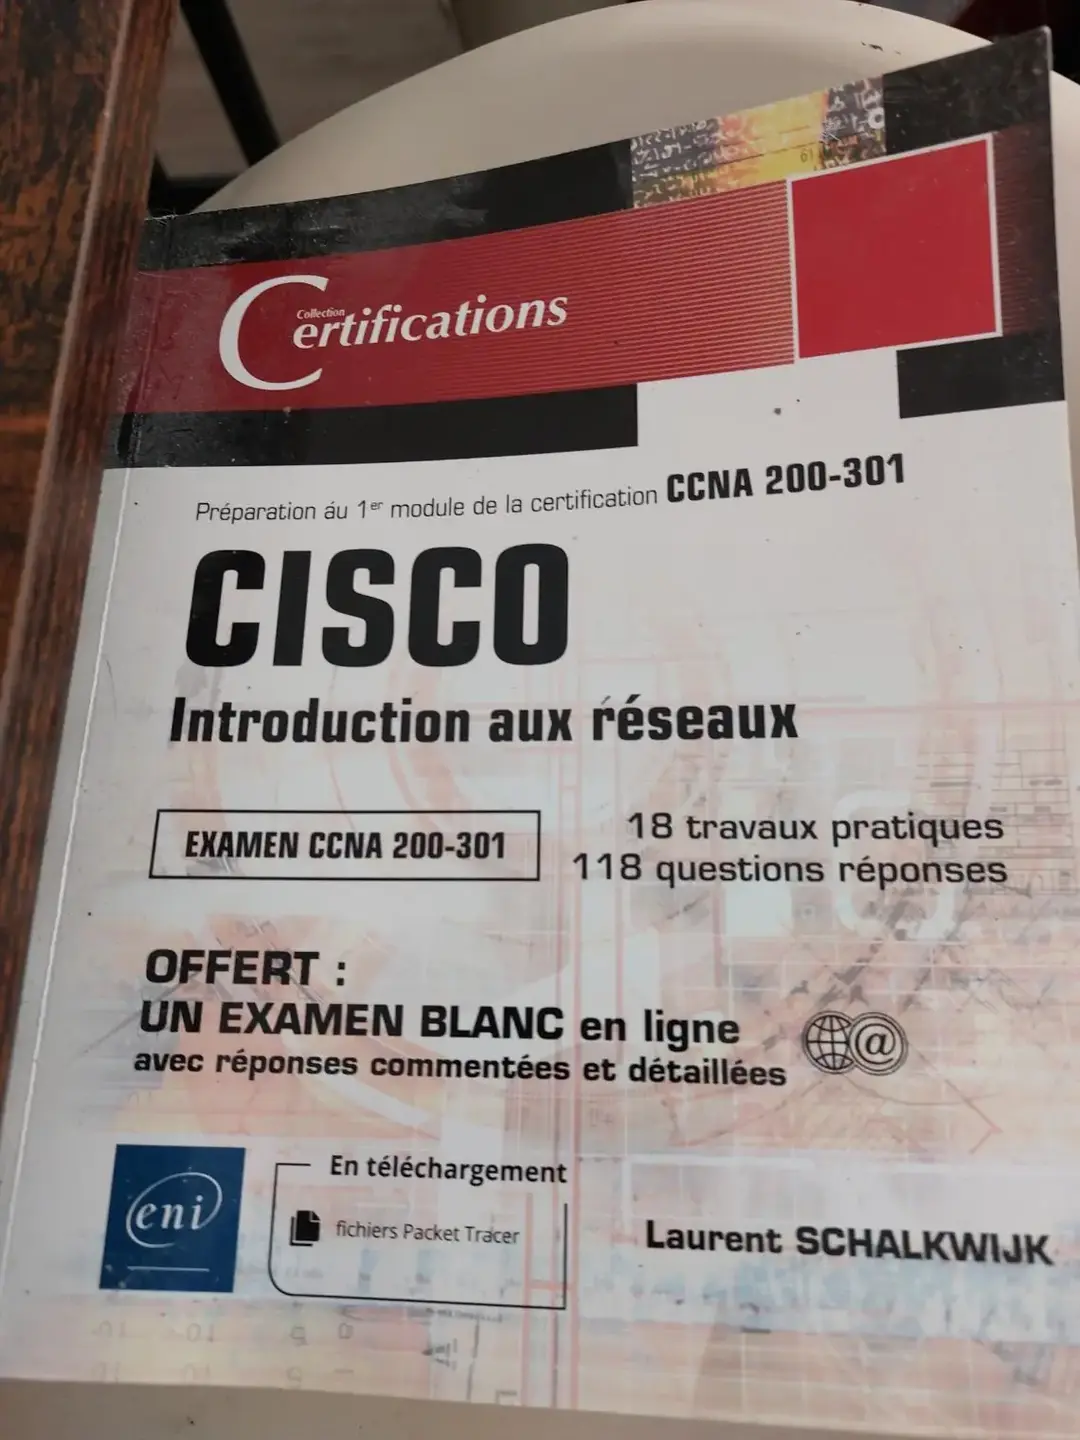 Collection
Certifications
Préparation áu 1er module de la certification CCNA 200-301
CISCO
Introduction aux réseaux
EXAMEN CCNA 200-301
18 travaux pratiques
118 questions réponses
OFFERT :
UN EXAMEN BLANC en ligne
avec réponses commentées et détaillées
@
eni
En téléchargement
fichiers Packet Tracer
Laurent SCHALKWIJK